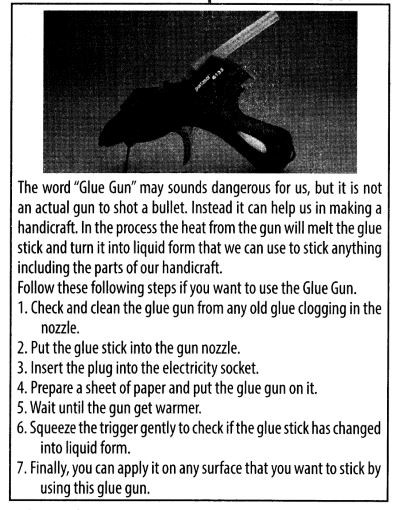 The word “Glue Gun” may sounds dangerous for us, but it is not
an actual gun to shot a bullet. Instead it can help us in making a
handicraft. In the process the heat from the gun will melt the glue
stick and turn it into liquid form that we can use to stick anything
including the parts of our handicraft.
Follow these following steps if you want to use the Glue Gun.
1. Check and clean the glue gun from any old glue clogging in the
nozzle.
2. Put the glue stick into the gun nozzle.
3. Insert the plug into the electricity socket.
4. Prepare a sheet of paper and put the glue gun on it.
5. Wait until the gun get warmer.
6. Squeeze the trigger gently to check if the glue stick has changed
into liquid form.
7. Finally, you can apply it on any surface that you want to stick by
using this glue gun.